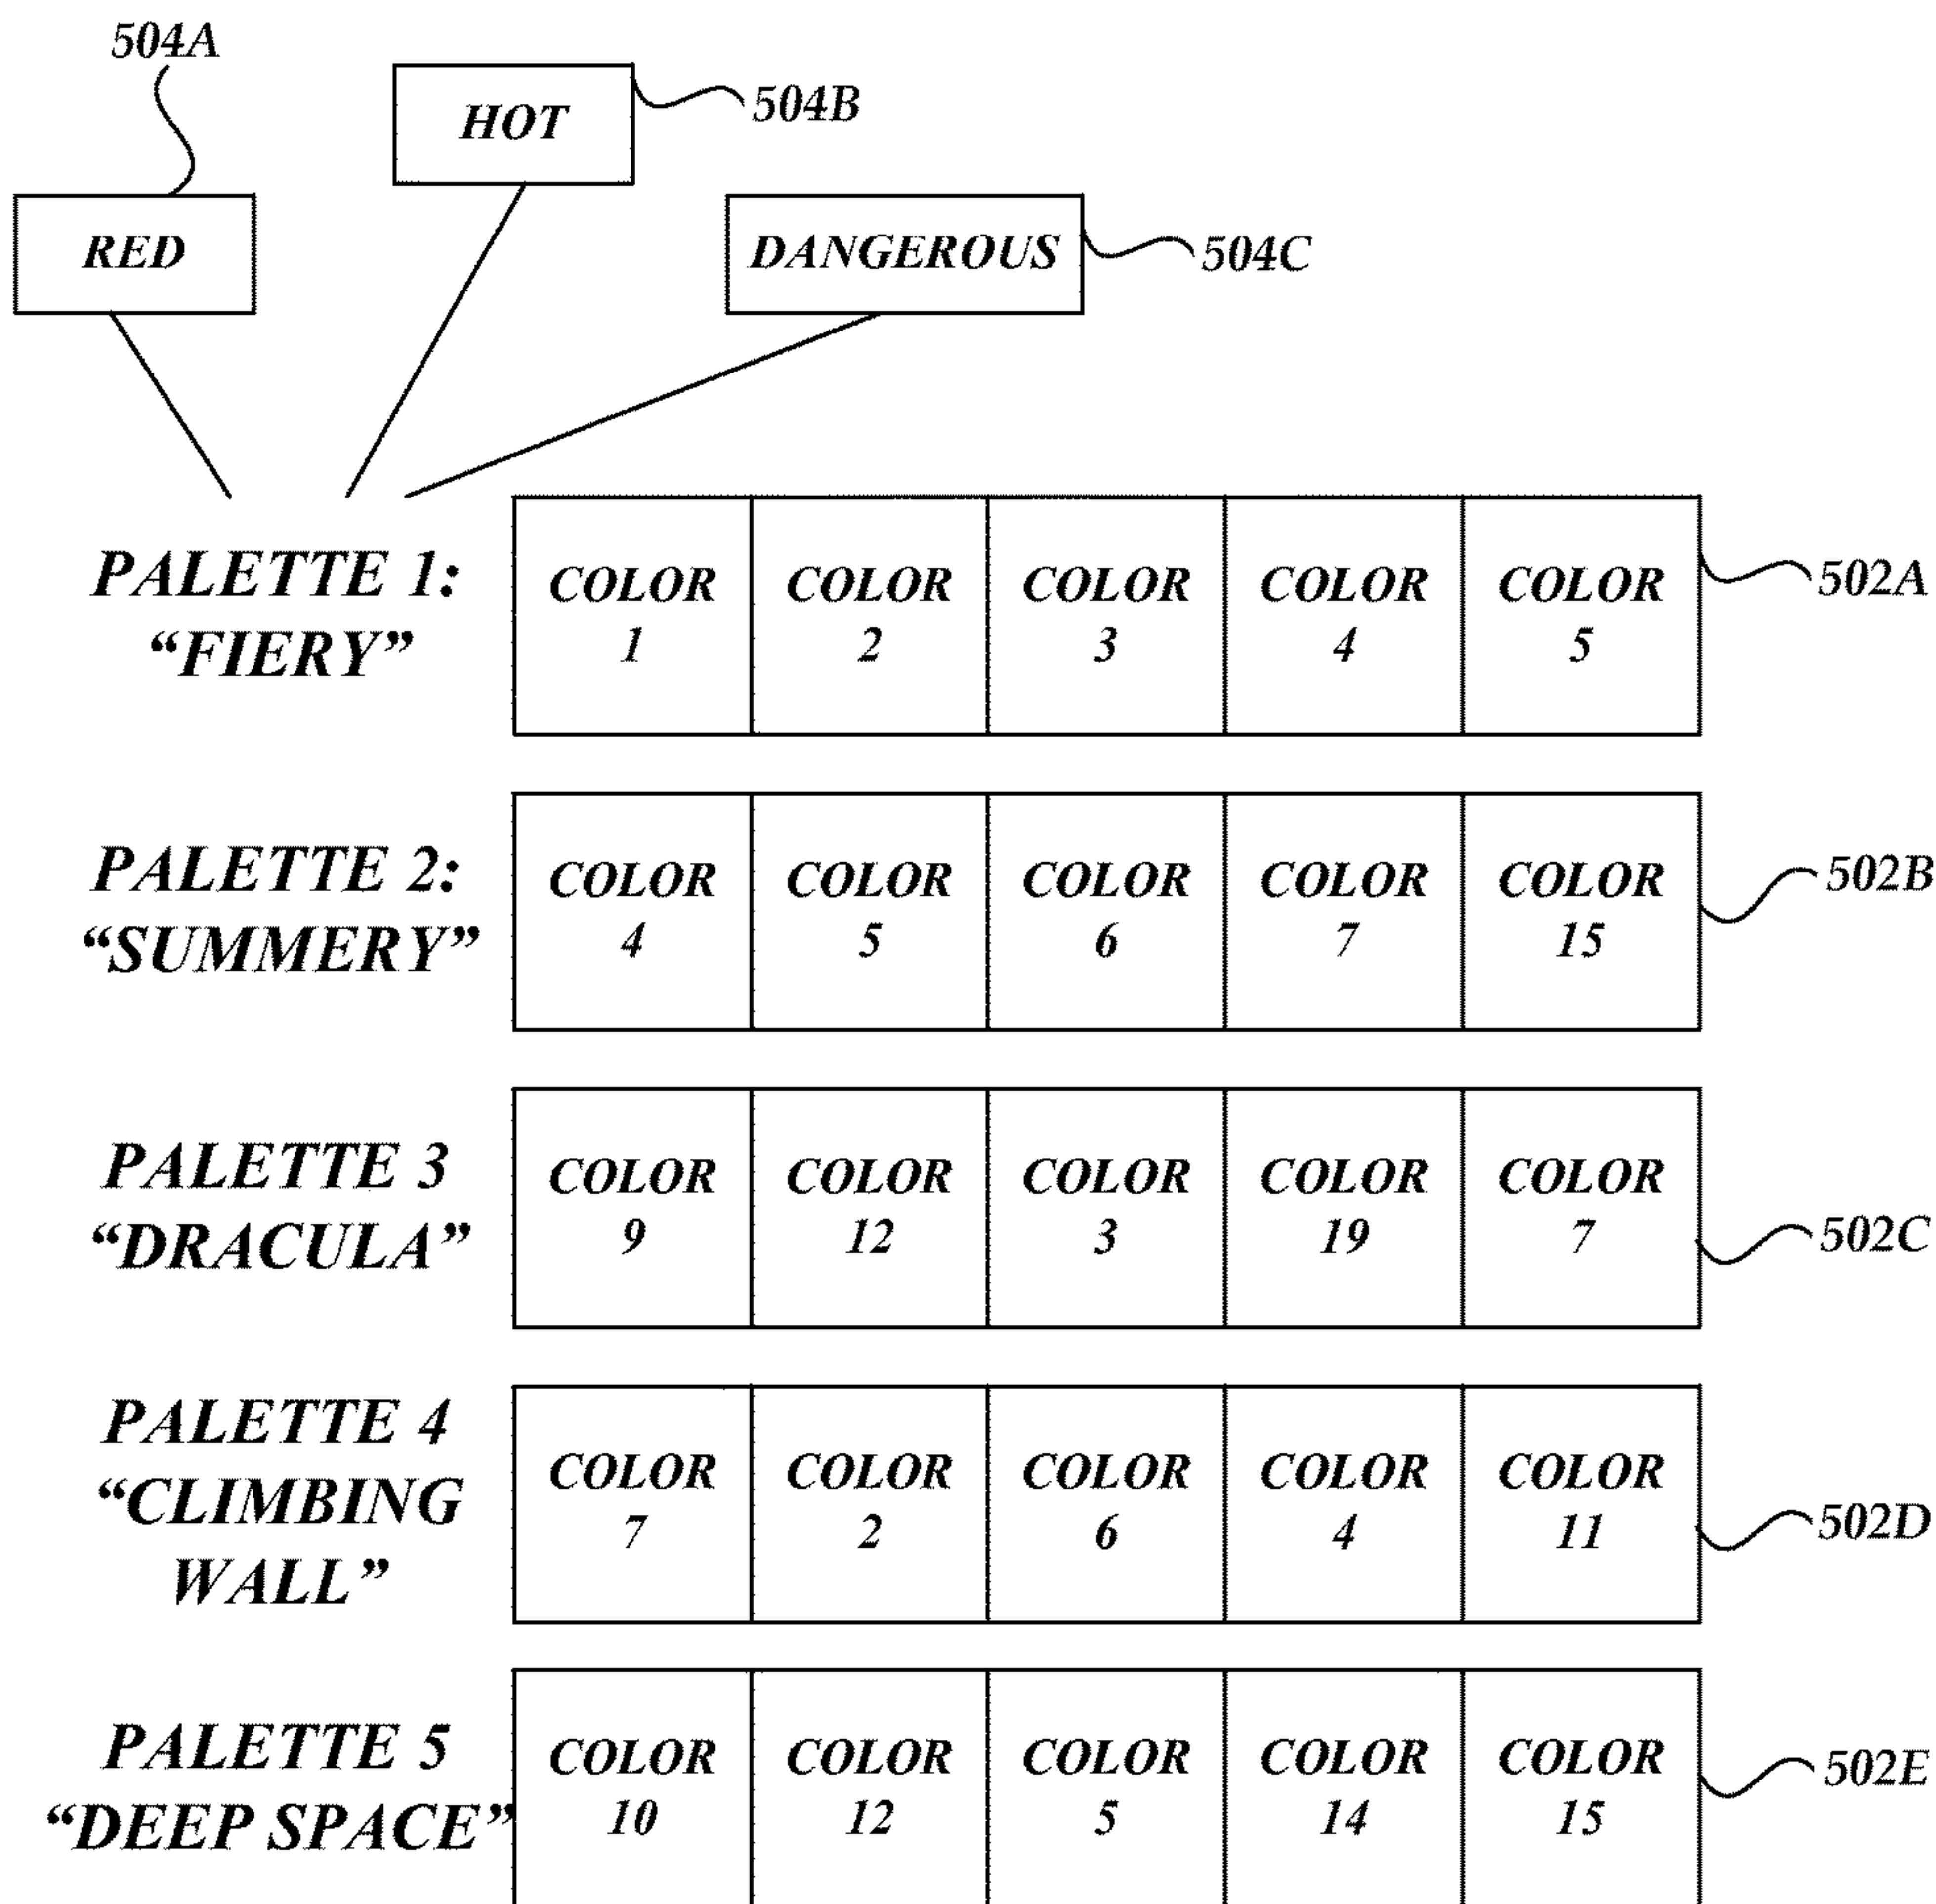 504A
HOT
504B
RED
DANGEROUS
504C
PALETTE 1:
“FIERY”
COLOR
1
COLOR
2
COLOR
3
COLOR
4
COLOR
5
502A
PALETTE 2:
“SUMMERY”
COLOR
4
COLOR
5
COLOR
6
COLOR
7
COLOR
15
502B
PALETTE 3
“DRACULA”
COLOR
9
COLOR
12
COLOR
3
COLOR
19
COLOR
7
502C
PALETTE 4
“CLIMBING
WALL”
COLOR
7
COLOR
2
COLOR
6
COLOR
4
COLOR
11
502D
PALETTE 5
“DEEP SPACE”
COLOR
10
COLOR
12
COLOR
5
COLOR
14
COLOR
15
502E